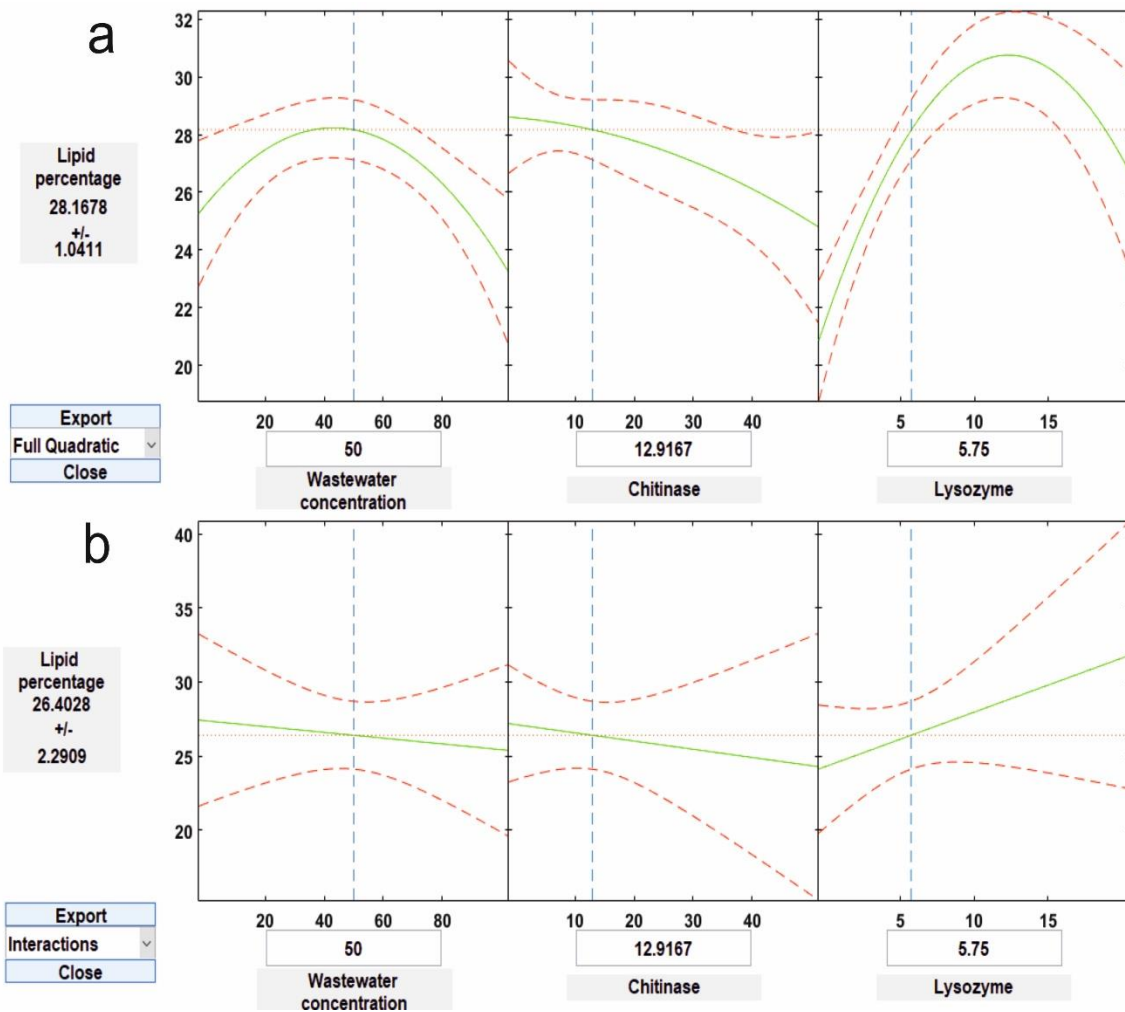 a
32
30
28
26
24
22
20
Lipid
percentage
28.1678
+/-
1.0411
20 40 60 80 10 20 30 40 5 10 15
Export
Full Quadratic
Close
50 12.9167 5.75
Wastewater
concentration
Chitinase
Lysozyme
b
40
35
30
25
20
Lipid
percentage
26.4028
+/-
2.2909
20 40 60 80 10 20 30 40 5 10 15
Export
Interactions
Close
50 12.9167 5.75
Wastewater
concentration
Chitinase
Lysozyme